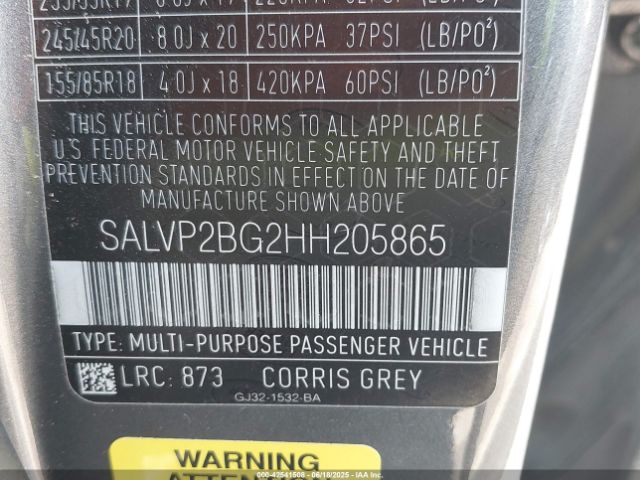 245/45R20 8.0J x 20 250KPA 37PSI (LB/PO²)
155/85R18 4.0J x 18 420KPA 60PSI (LB/PO²)
THIS VEHICLE CONFORMS TO ALL APPLICABLE
U.S. FEDERAL MOTOR VEHICLE SAFETY AND THEFT
PREVENTION STANDARDS IN EFFECT ON THE DATE OF
MANUFACTURE SHOWN ABOVE
SALVP2BG2HH205865
TYPE: MULTI-PURPOSE PASSENGER VEHICLE
LRC: 873 CORRIS GREY
GJ32-1532-BA
WARNING
00-42541508 - 06/18/2025 - IAAI.com